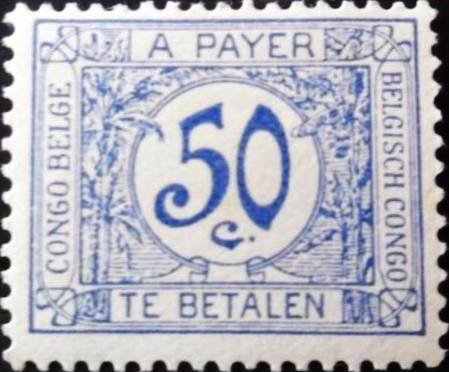 A PAYER
CONGO BELGE
BELGISCH CONGO
50
c.
TE BETALEN